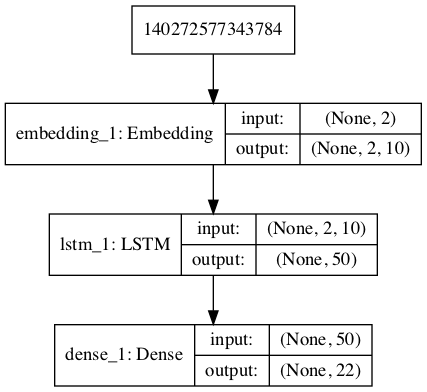 140272577343784
embedding_1: Embedding
input:
(None, 2)
output:
(None, 2, 10)
lstm_1: LSTM
input:
(None, 2, 10)
output:
(None, 50)
dense_1: Dense
input:
(None, 50)
output:
(None, 22)